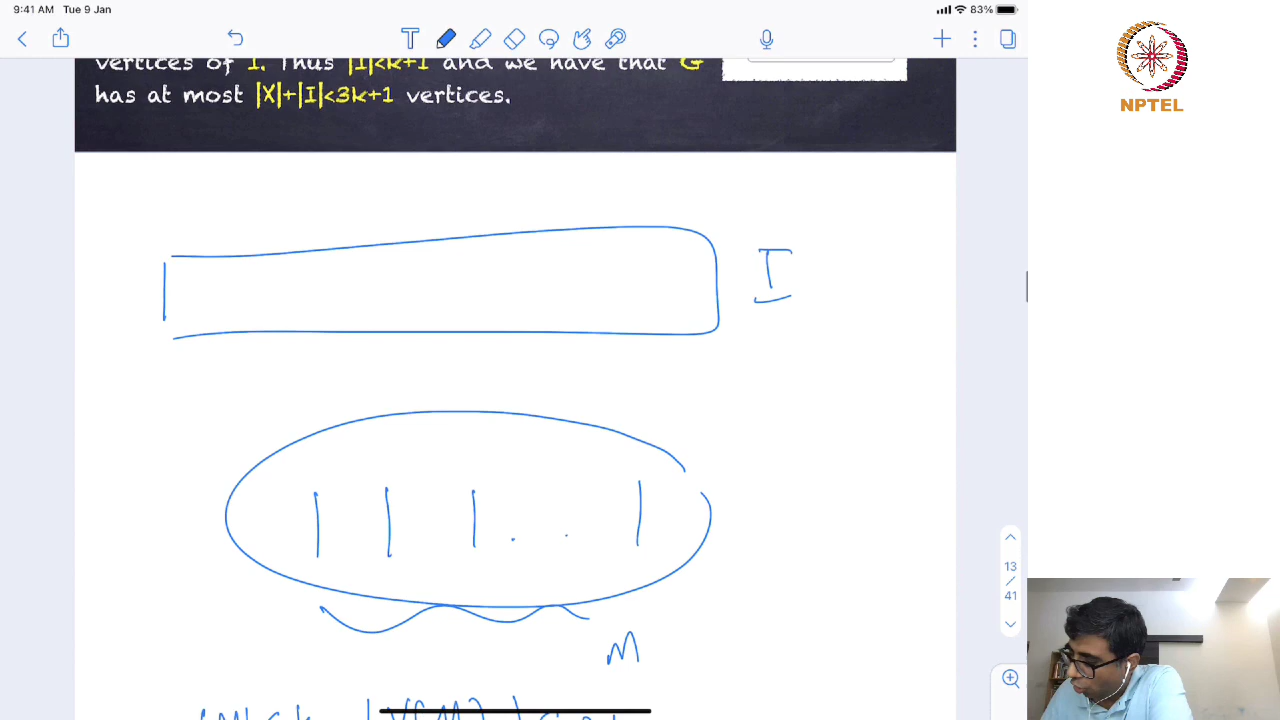 9:41 AM Tue 9 Jan
83%
vertices of I. Thus |I|<k+1 and we have that G
has at most |X|+|I|<3k+1 vertices.
NPTEL
I
M
13
/
41